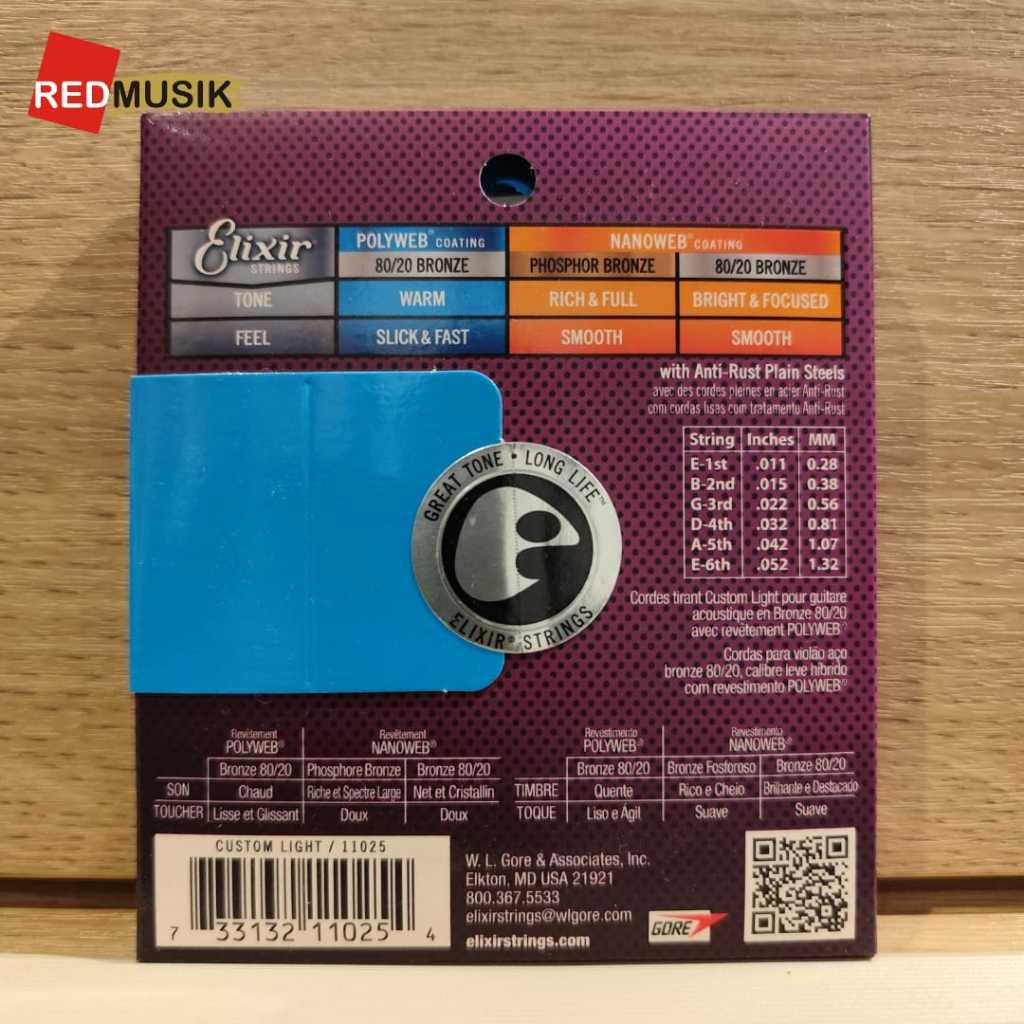 REDMUSIK
Elixir
STRINGS
POLYWEB® COATING
NANOWEB® COATING
80/20 BRONZE
PHOSPHOR BRONZE
80/20 BRONZE
TONE
WARM
RICH & FULL
BRIGHT & FOCUSED
FEEL
SLICK & FAST
SMOOTH
SMOOTH
with Anti-Rust Plain Steels
avec des cordes pleines en acier Anti-Rust
com cordas lisas com tratamento Anti-Rust
String Inches MM
E-1st .011 0.28
B-2nd .015 0.38
G-3rd .022 0.56
D-4th .032 0.81
A-5th .042 1.07
E-6th .052 1.32
GREAT TONE • LONG LIFE™
ELIXIR® STRINGS
Cordes tirant Custom Light pour guitare
acoustique en Bronze 80/20
avec revêtement POLYWEB®
Cordas para violão aço
bronze 80/20, calibre leve híbrido
com revestimento POLYWEB®
Revêtement Revêtement
POLYWEB® NANOWEB®
Bronze 80/20 Phosphore Bronze Bronze 80/20
SON Chaud Riche et Spectre Large Net et Cristallin
TOUCHER Lisse et Glissant Doux Doux
Revestimento Revestimento
POLYWEB® NANOWEB®
Bronze 80/20 Bronze Fosforoso Bronze 80/20
TIMBRE Quente Rico e Cheio Brilhante e Destacado
TOQUE Liso e Ágil Suave Suave
CUSTOM LIGHT / 11025
7 33132 11025 4
W. L. Gore & Associates, Inc.
Elkton, MD USA 21921
800.367.5533
elixirstrings@wlgore.com
elixirstrings.com
GORE